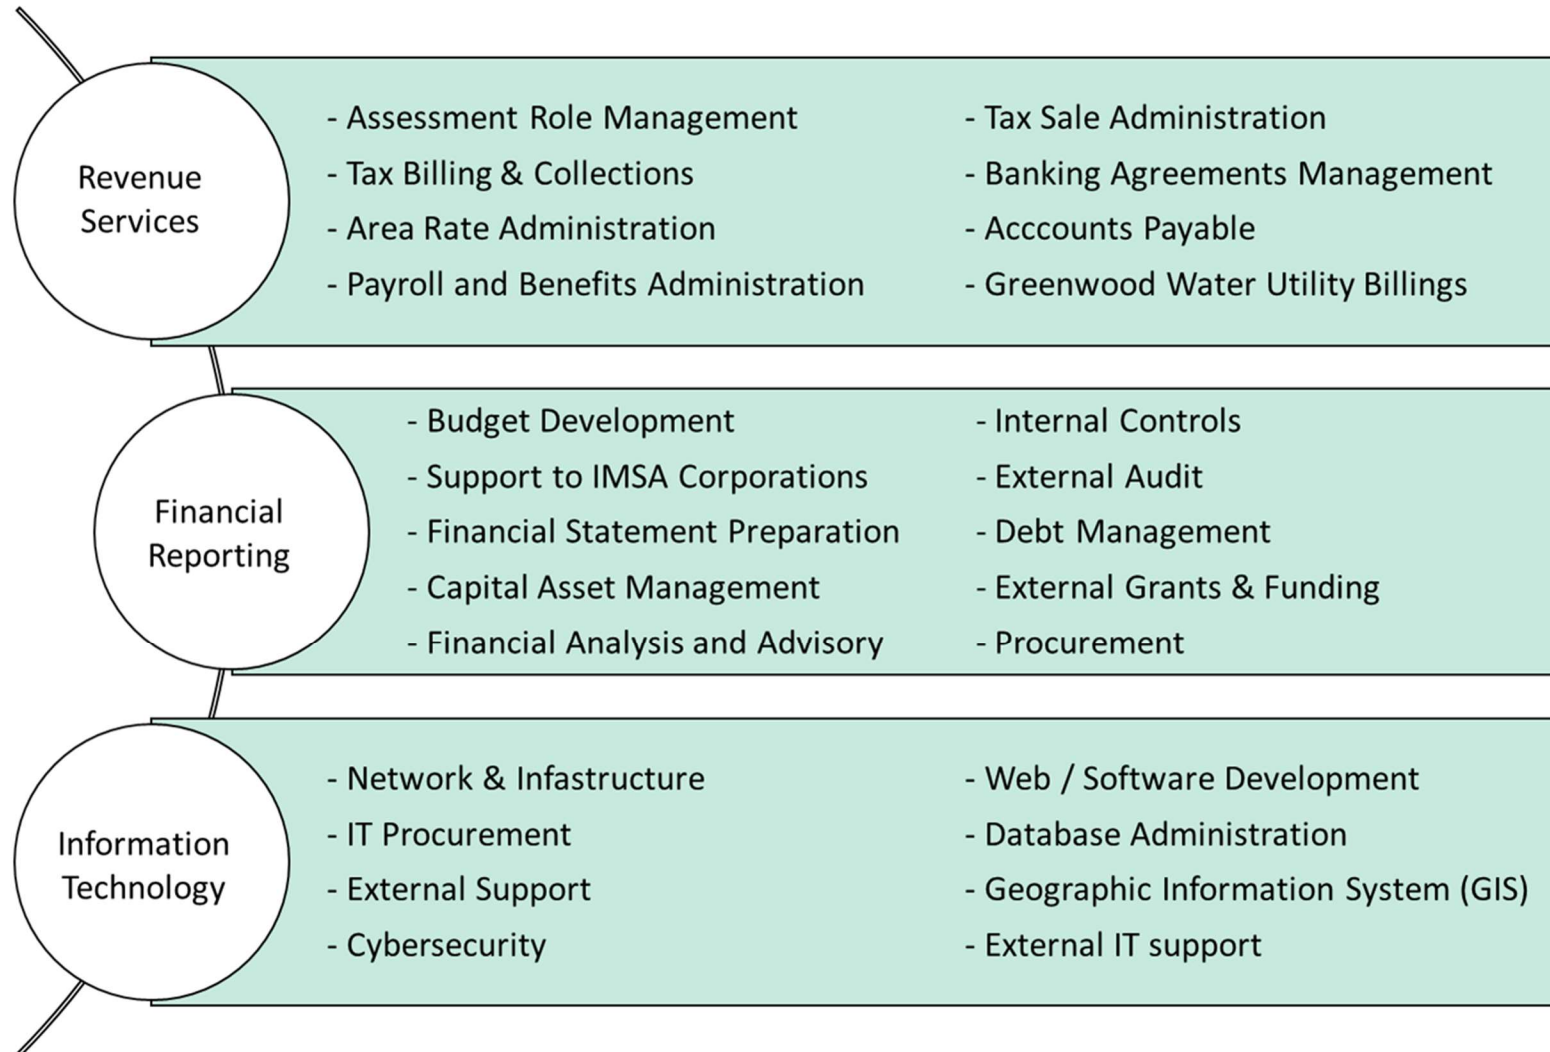 Revenue
Services
- Assessment Role Management
- Tax Billing & Collections
- Area Rate Administration
- Payroll and Benefits Administration
- Tax Sale Administration
- Banking Agreements Management
- Acccounts Payable
- Greenwood Water Utility Billings
Financial
Reporting
- Budget Development
- Support to IMSA Corporations
- Financial Statement Preparation
- Capital Asset Management
- Financial Analysis and Advisory
- Internal Controls
- External Audit
- Debt Management
- External Grants & Funding
- Procurement
Information
Technology
- Network & Infastructure
- IT Procurement
- External Support
- Cybersecurity
- Web / Software Development
- Database Administration
- Geographic Information System (GIS)
- External IT support